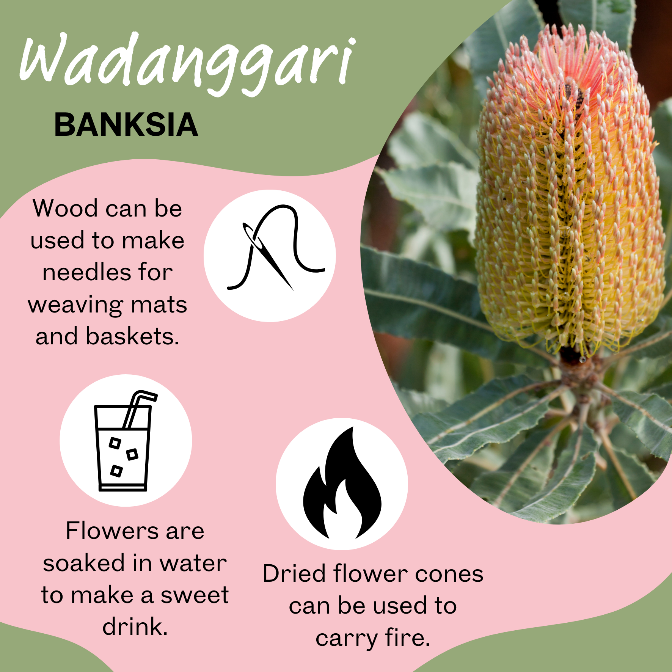 Wadanggari
BANKSIA
Wood can be
used to make
needles for
weaving mats
and baskets.
Flowers are
soaked in water
to make a sweet
drink.
Dried flower cones
can be used to
carry fire.